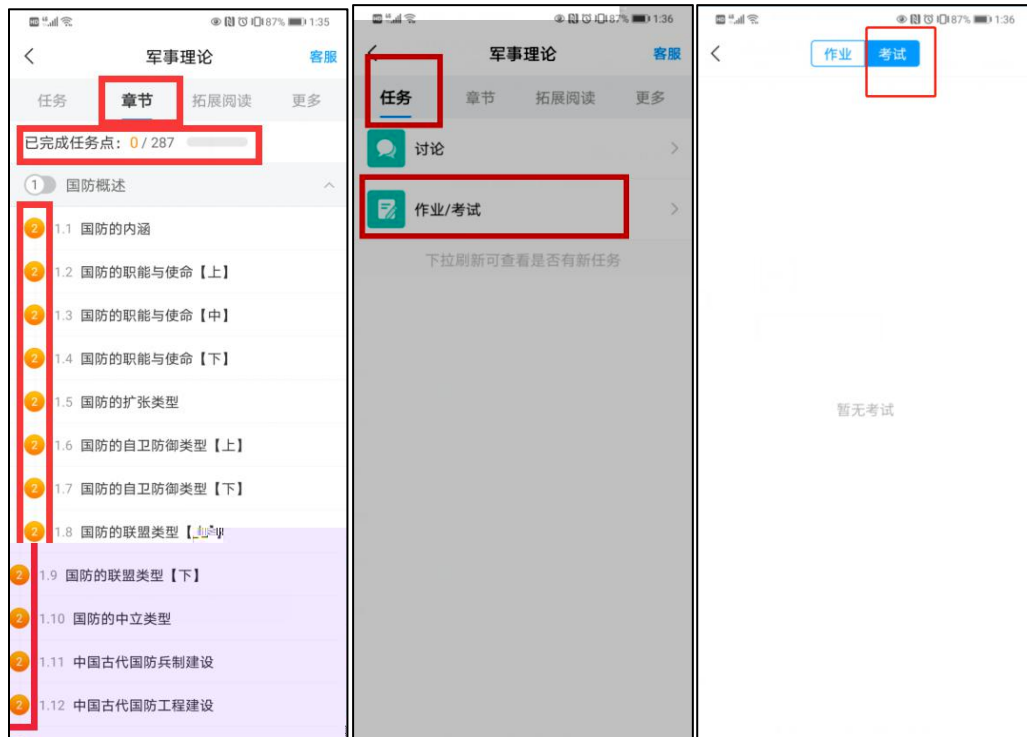 87% 1:35
军事理论
客服
任务 章节 拓展阅读 更多
已完成任务点：0 / 287
1 国防概述
2 1.1 国防的内涵
2 1.2 国防的职能与使命【上】
2 1.3 国防的职能与使命【中】
2 1.4 国防的职能与使命【下】
2 1.5 国防的扩张类型
2 1.6 国防的自卫防御类型【上】
2 1.7 国防的自卫防御类型【下】
2 1.8 国防的联盟类型【
2 1.9 国防的联盟类型【下】
2 1.10 国防的中立类型
2 1.11 中国古代国防兵制建设
2 1.12 中国古代国防工程建设
87% 1:36
军事理论
客服
任务 章节 拓展阅读 更多
讨论
作业/考试
下拉刷新可查看是否有新任务
87% 1:36
作业 考试
暂无考试